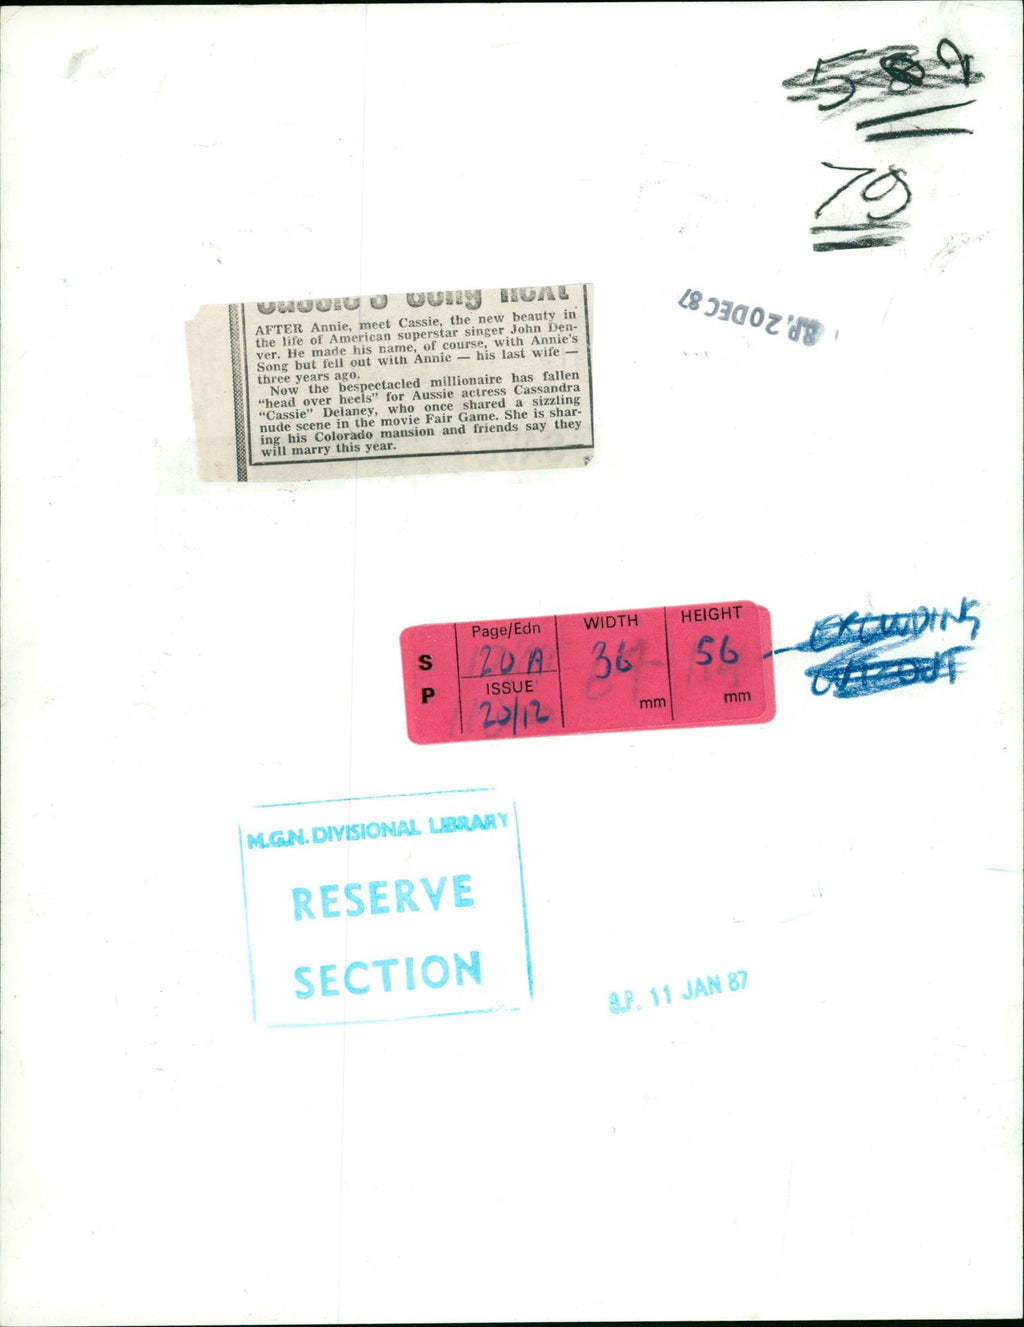 79
S.P. 20 DEC 87
Cassie's Song next
AFTER Annie, meet Cassie, the new beauty in
the life of American superstar singer John Den-
ver. He made his name, of course, with Annie's
Song but fell out with Annie — his last wife —
three years ago.
Now the bespectacled millionaire has fallen
"head over heels" for Aussie actress Cassandra
"Cassie" Delaney, who once shared a sizzling
nude scene in the movie Fair Game. She is shar-
ing his Colorado mansion and friends say they
will marry this year.
S
P
Page/Edn
20 A
ISSUE
20/12
WIDTH
36
mm
HEIGHT
56
mm
EXCLUDING
CUTOUT
M.G.N. DIVISIONAL LIBRARY
RESERVE
SECTION
S.P. 11 JAN 87